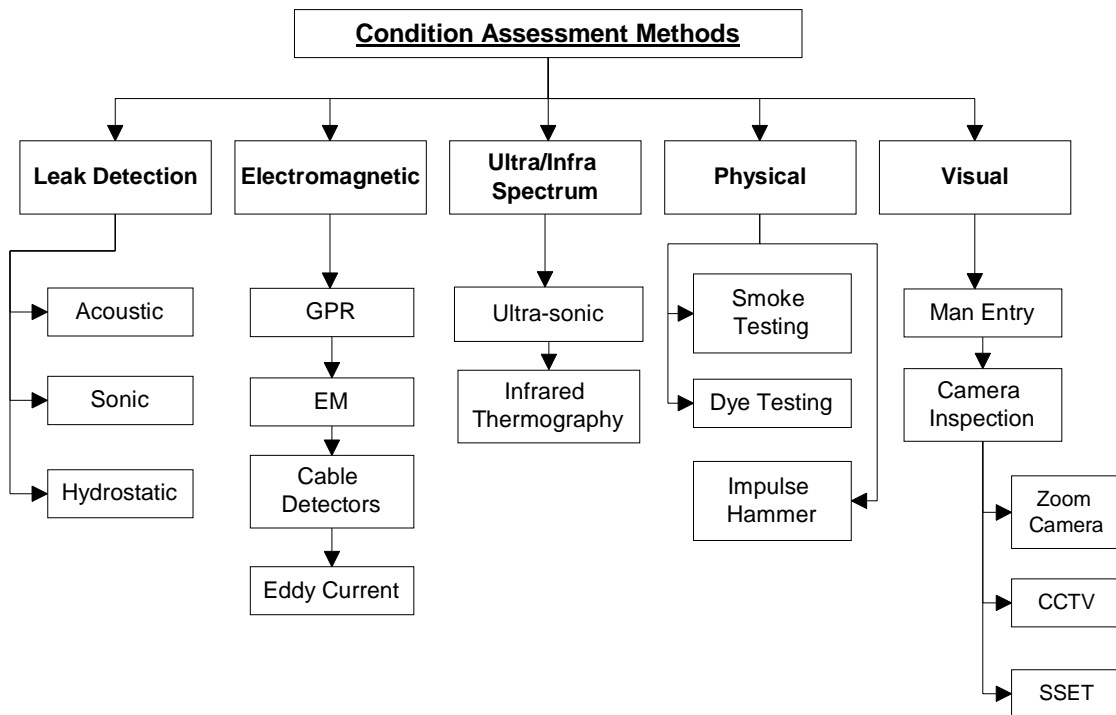 Condition Assessment Methods
Leak Detection
Electromagnetic
Ultra/Infra
Spectrum
Physical
Visual
Acoustic
Sonic
Hydrostatic
GPR
EM
Cable
Detectors
Eddy Current
Ultra-sonic
Infrared
Thermography
Smoke
Testing
Dye Testing
Impulse
Hammer
Man Entry
Camera
Inspection
Zoom
Camera
CCTV
SSET